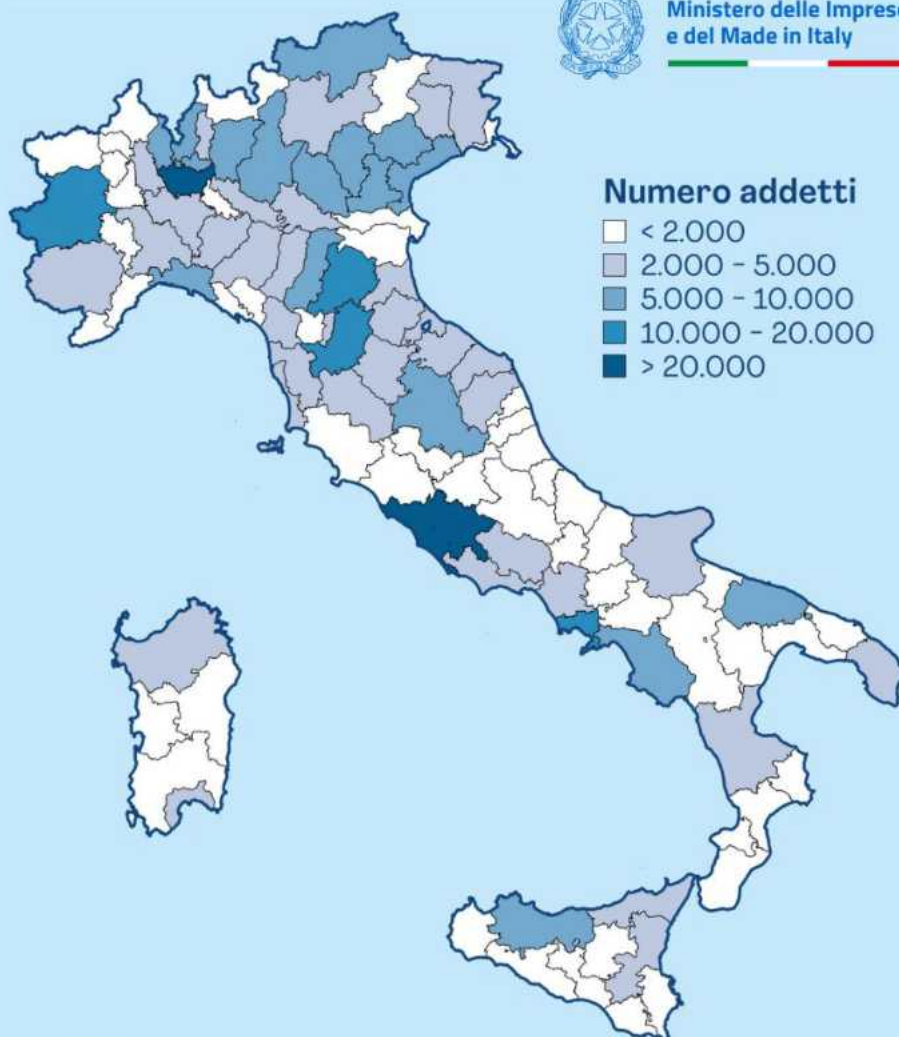 Ministero delle Imprese
e del Made in Italy
Numero addetti
< 2.000
2.000 - 5.000
5.000 - 10.000
10.000 - 20.000
> 20.000